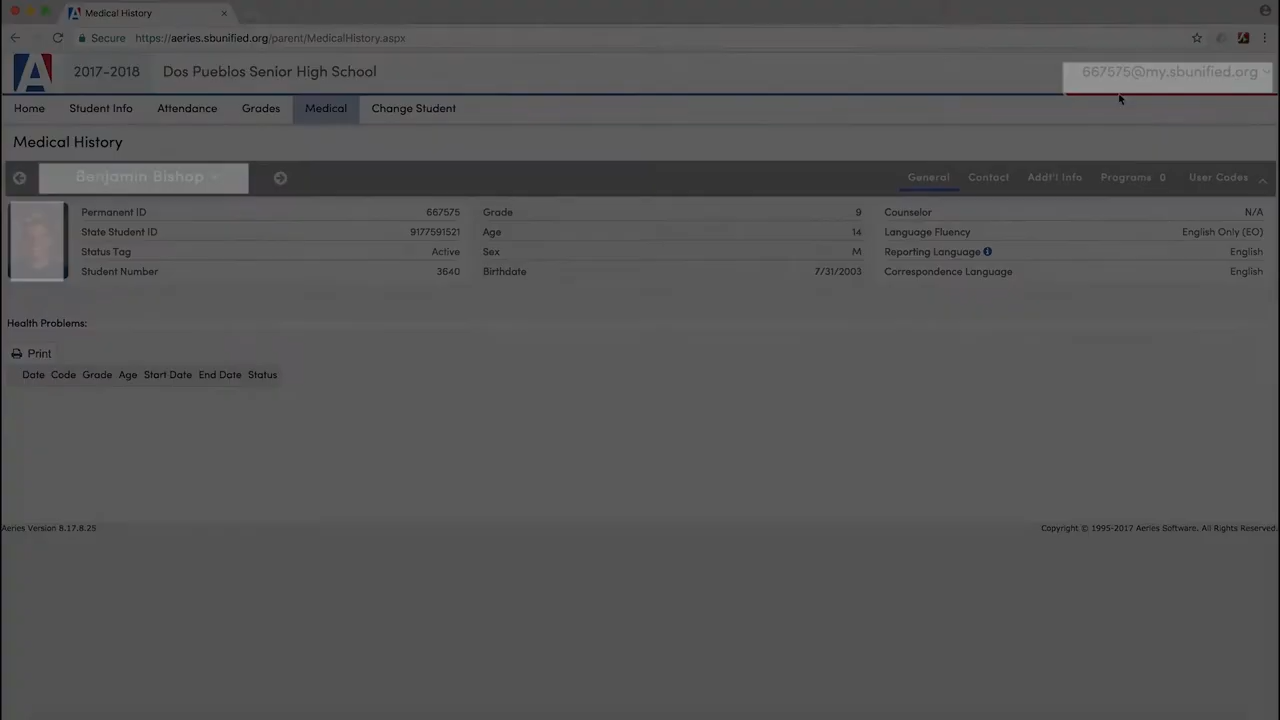 Medical History
Secure https://aeries.sbunified.org/parent/MedicalHistory.aspx
2017-2018 Dos Pueblos Senior High School 667575@my.sbunified.org
Home Student Info Attendance Grades Medical Change Student
Medical History
Benjamin Bishop General Contact Addt'l Info Programs 0 User Codes
Permanent ID 667575 Grade 9 Counselor N/A
State Student ID 9177591521 Age 14 Language Fluency English Only (EO)
Status Tag Active Sex M Reporting Language English
Student Number 3640 Birthdate 7/31/2003 Correspondence Language English
Health Problems:
Print
Date Code Grade Age Start Date End Date Status
Aeries Version 8.17.8.25 Copyright © 1995-2017 Aeries Software. All Rights Reserved.